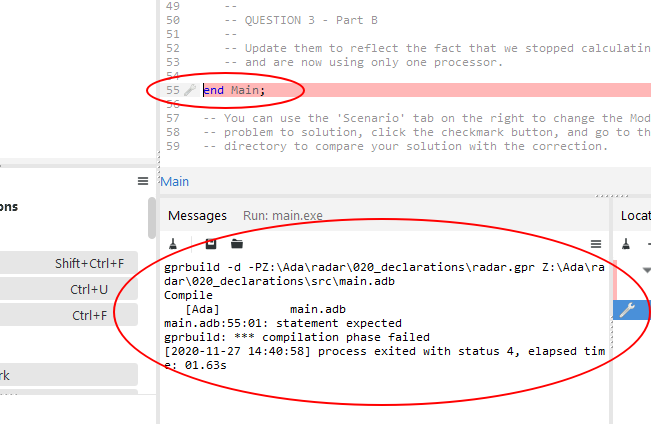 49 --
50 -- QUESTION 3 - Part B
51 --
52 -- Update them to reflect the fact that we stopped calculatin
53 -- and are now using only one processor.
54
55 end Main;
56
57 -- You can use the 'Scenario' tab on the right to change the Mod
58 -- problem to solution, click the checkmark button, and go to th
59 -- directory to compare your solution with the correction.
Main
ons
Shift+Ctrl+F
Ctrl+U
Ctrl+F
rk
Messages Run: main.exe
Locat
gprbuild -d -PZ:\Ada\radar\020_declarations\radar.gpr Z:\Ada\ra
dar\020_declarations\src\main.adb
Compile
[Ada] main.adb
main.adb:55:01: statement expected
gprbuild: *** compilation phase failed
[2020-11-27 14:40:58] process exited with status 4, elapsed tim
e: 01.63s